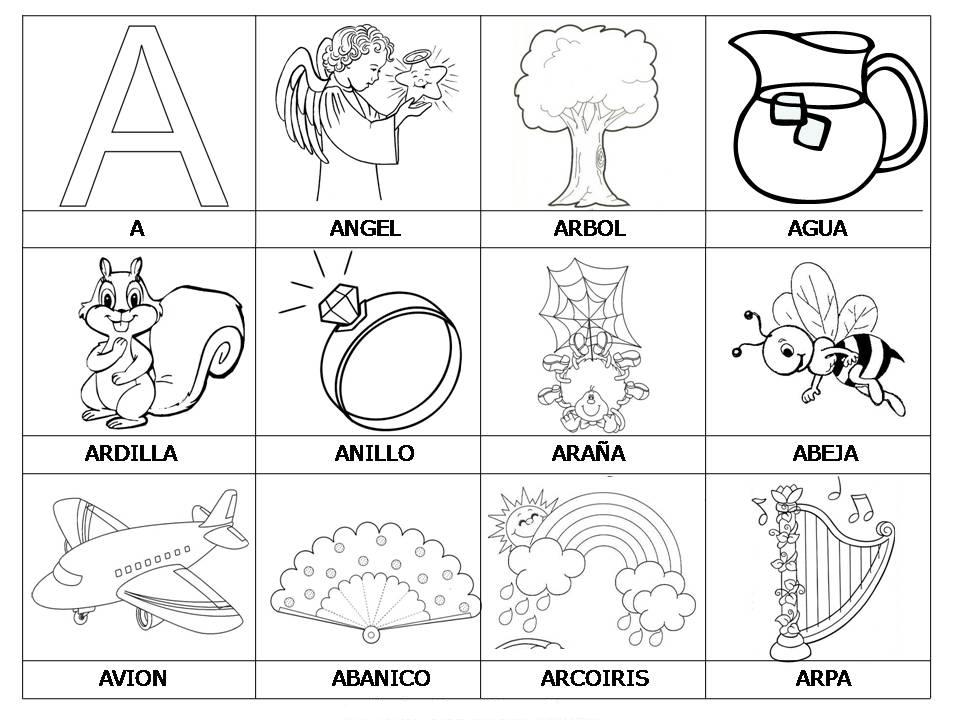 A
ANGEL
ARBOL
AGUA
ARDILLA
ANILLO
ARAÑA
ABEJA
AVION
ABANICO
ARCOIRIS
ARPA